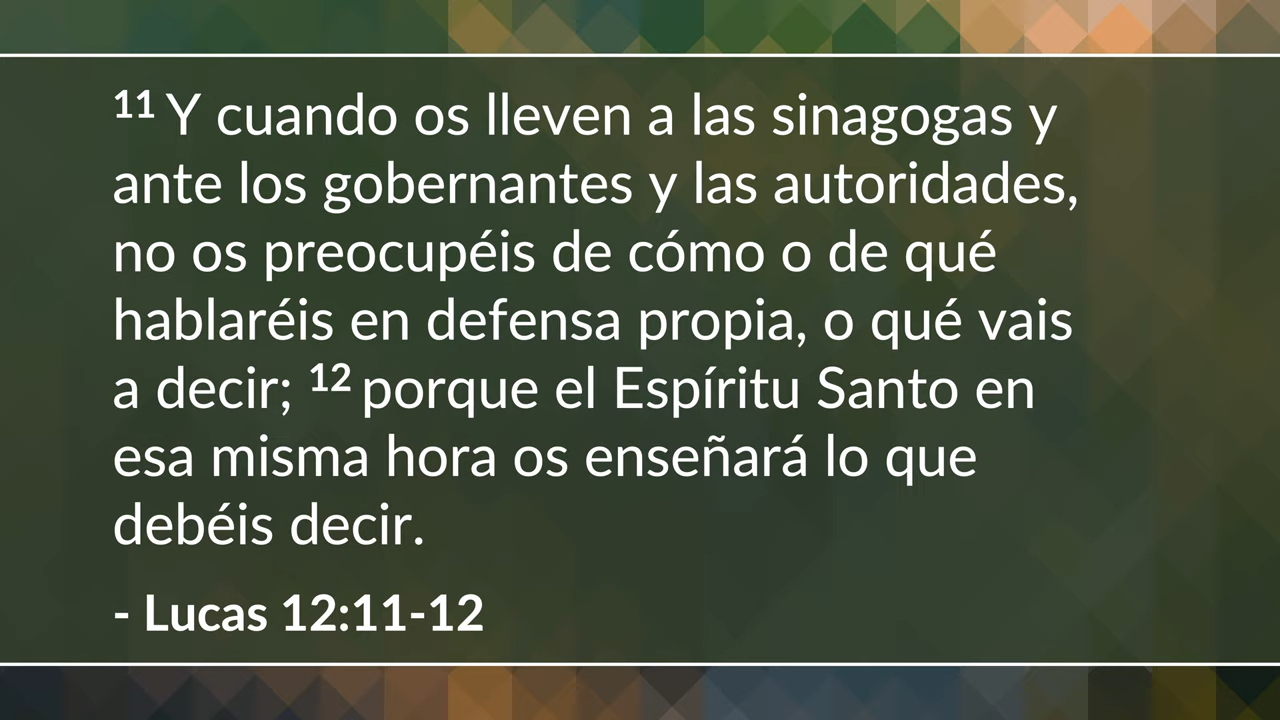 11 Y cuando os lleven a las sinagogas y
ante los gobernantes y las autoridades,
no os preocupéis de cómo o de qué
hablaréis en defensa propia, o qué vais
a decir; 12 porque el Espíritu Santo en
esa misma hora os enseñará lo que
debéis decir.
- Lucas 12:11-12